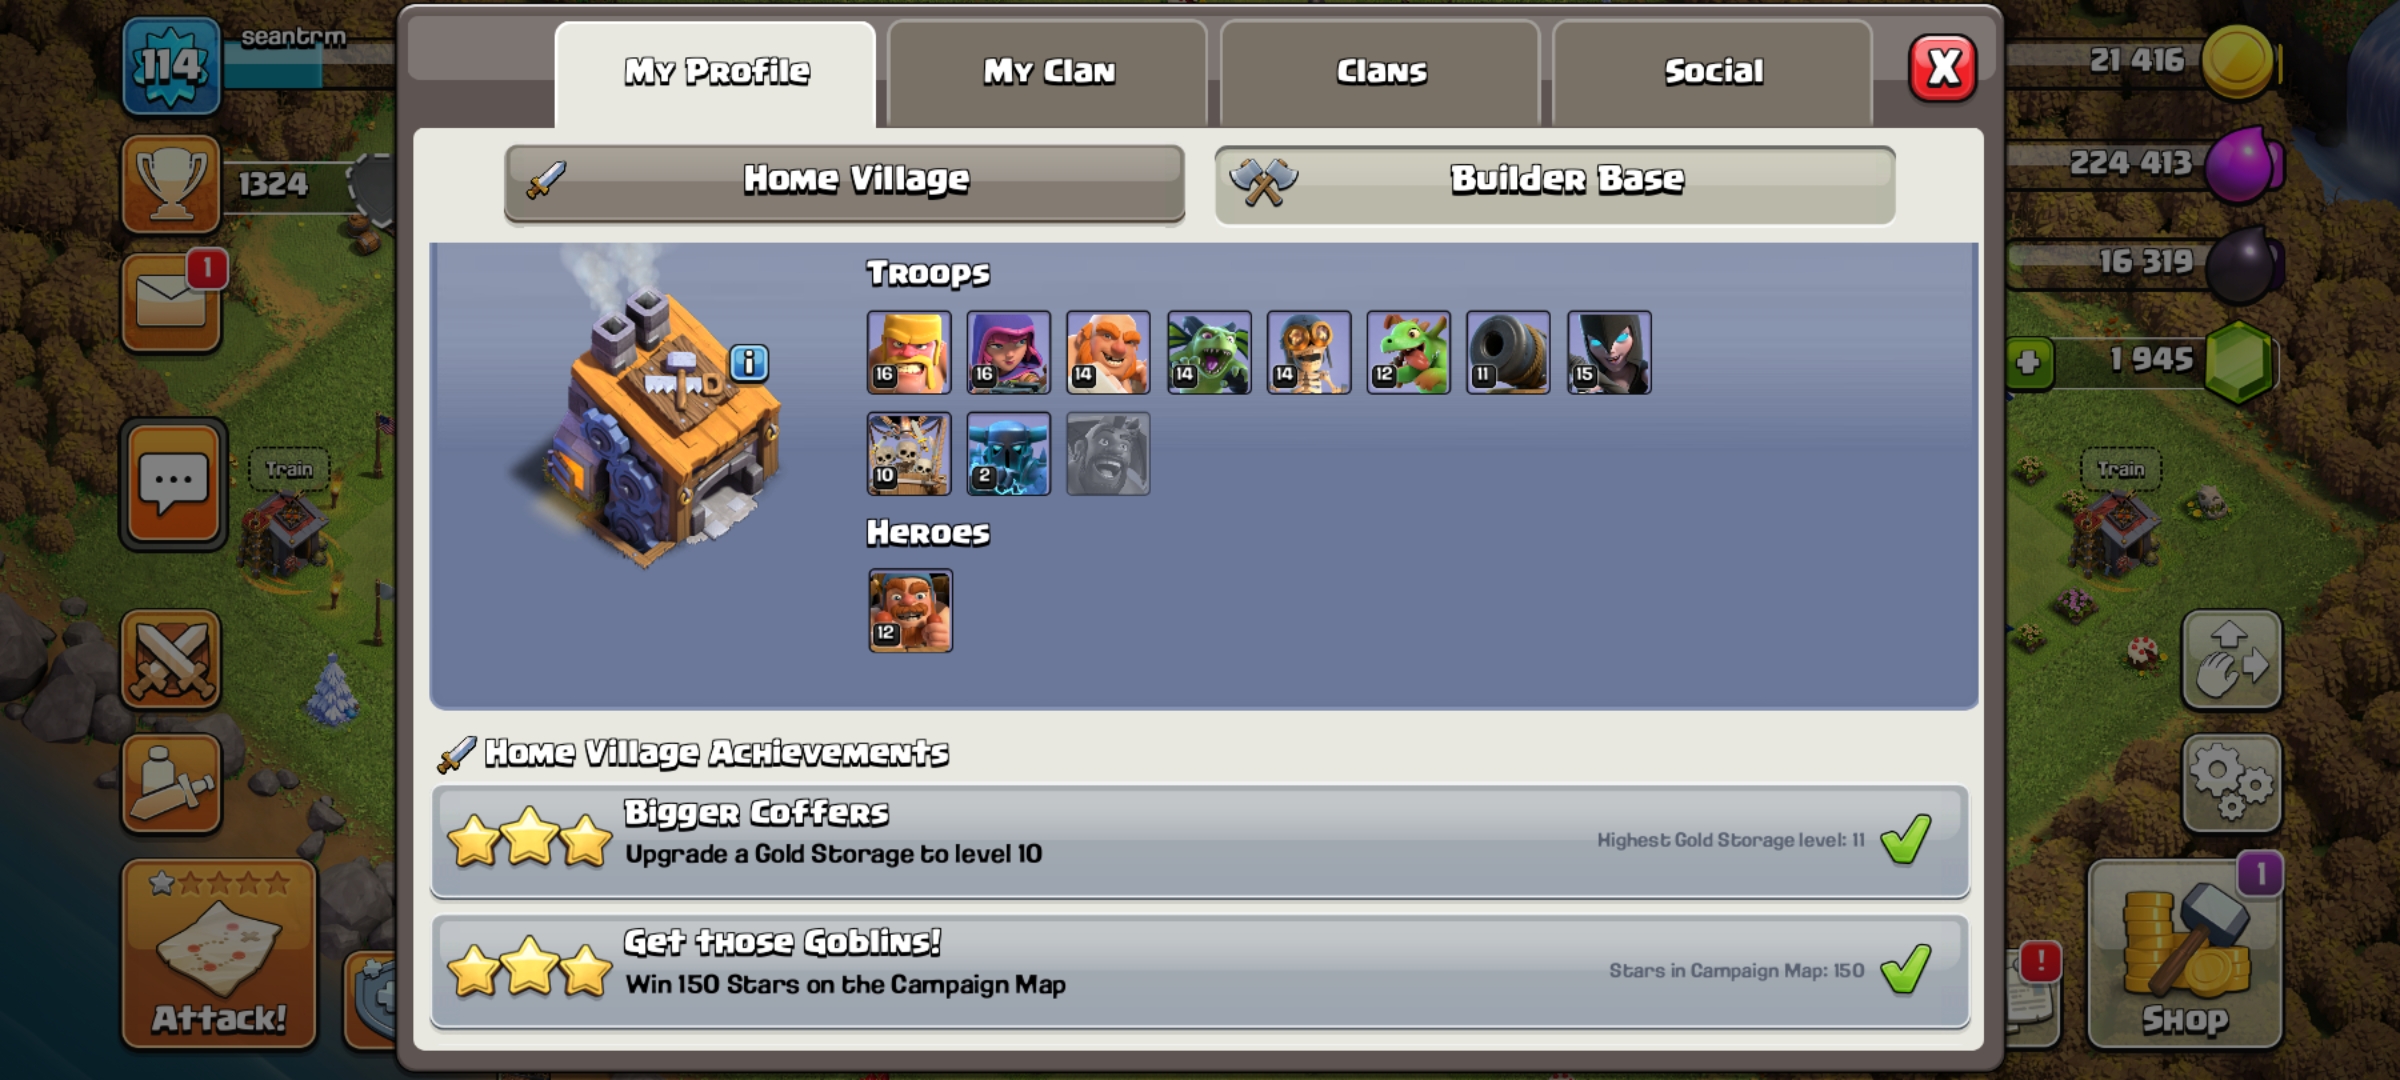 114
seantrm
My Profile
My Clan
Clans
Social
X
21 416
Home Village
Builder Base
1324
224 413
1
16 319
Troops
16
16
14
14
14
12
11
15
1 945
10
2
Train
Train
Heroes
12
Home Village Achievements
Bigger Coffers
Upgrade a Gold Storage to level 10
Highest Gold Storage level: 11
Get those Goblins!
Win 150 Stars on the Campaign Map
Stars in Campaign Map: 150
1
!
Attack!
Shop